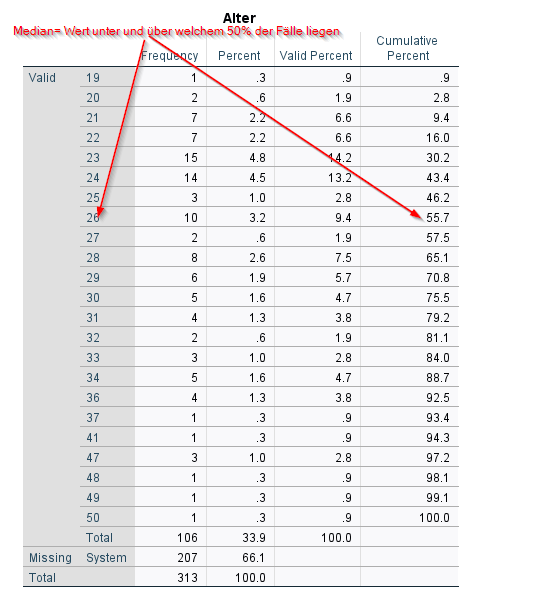 Alter
Median= Wert unter und über welchem 50% der Fälle liegen
Frequency Percent Valid Percent Cumulative Percent
Valid 19 1 .3 .9 .9
20 2 .6 1.9 2.8
21 7 2.2 6.6 9.4
22 7 2.2 6.6 16.0
23 15 4.8 14.2 30.2
24 14 4.5 13.2 43.4
25 3 1.0 2.8 46.2
26 10 3.2 9.4 55.7
27 2 .6 1.9 57.5
28 8 2.6 7.5 65.1
29 6 1.9 5.7 70.8
30 5 1.6 4.7 75.5
31 4 1.3 3.8 79.2
32 2 .6 1.9 81.1
33 3 1.0 2.8 84.0
34 5 1.6 4.7 88.7
36 4 1.3 3.8 92.5
37 1 .3 .9 93.4
41 1 .3 .9 94.3
47 3 1.0 2.8 97.2
48 1 .3 .9 98.1
49 1 .3 .9 99.1
50 1 .3 .9 100.0
Total 106 33.9 100.0
Missing System 207 66.1
Total 313 100.0